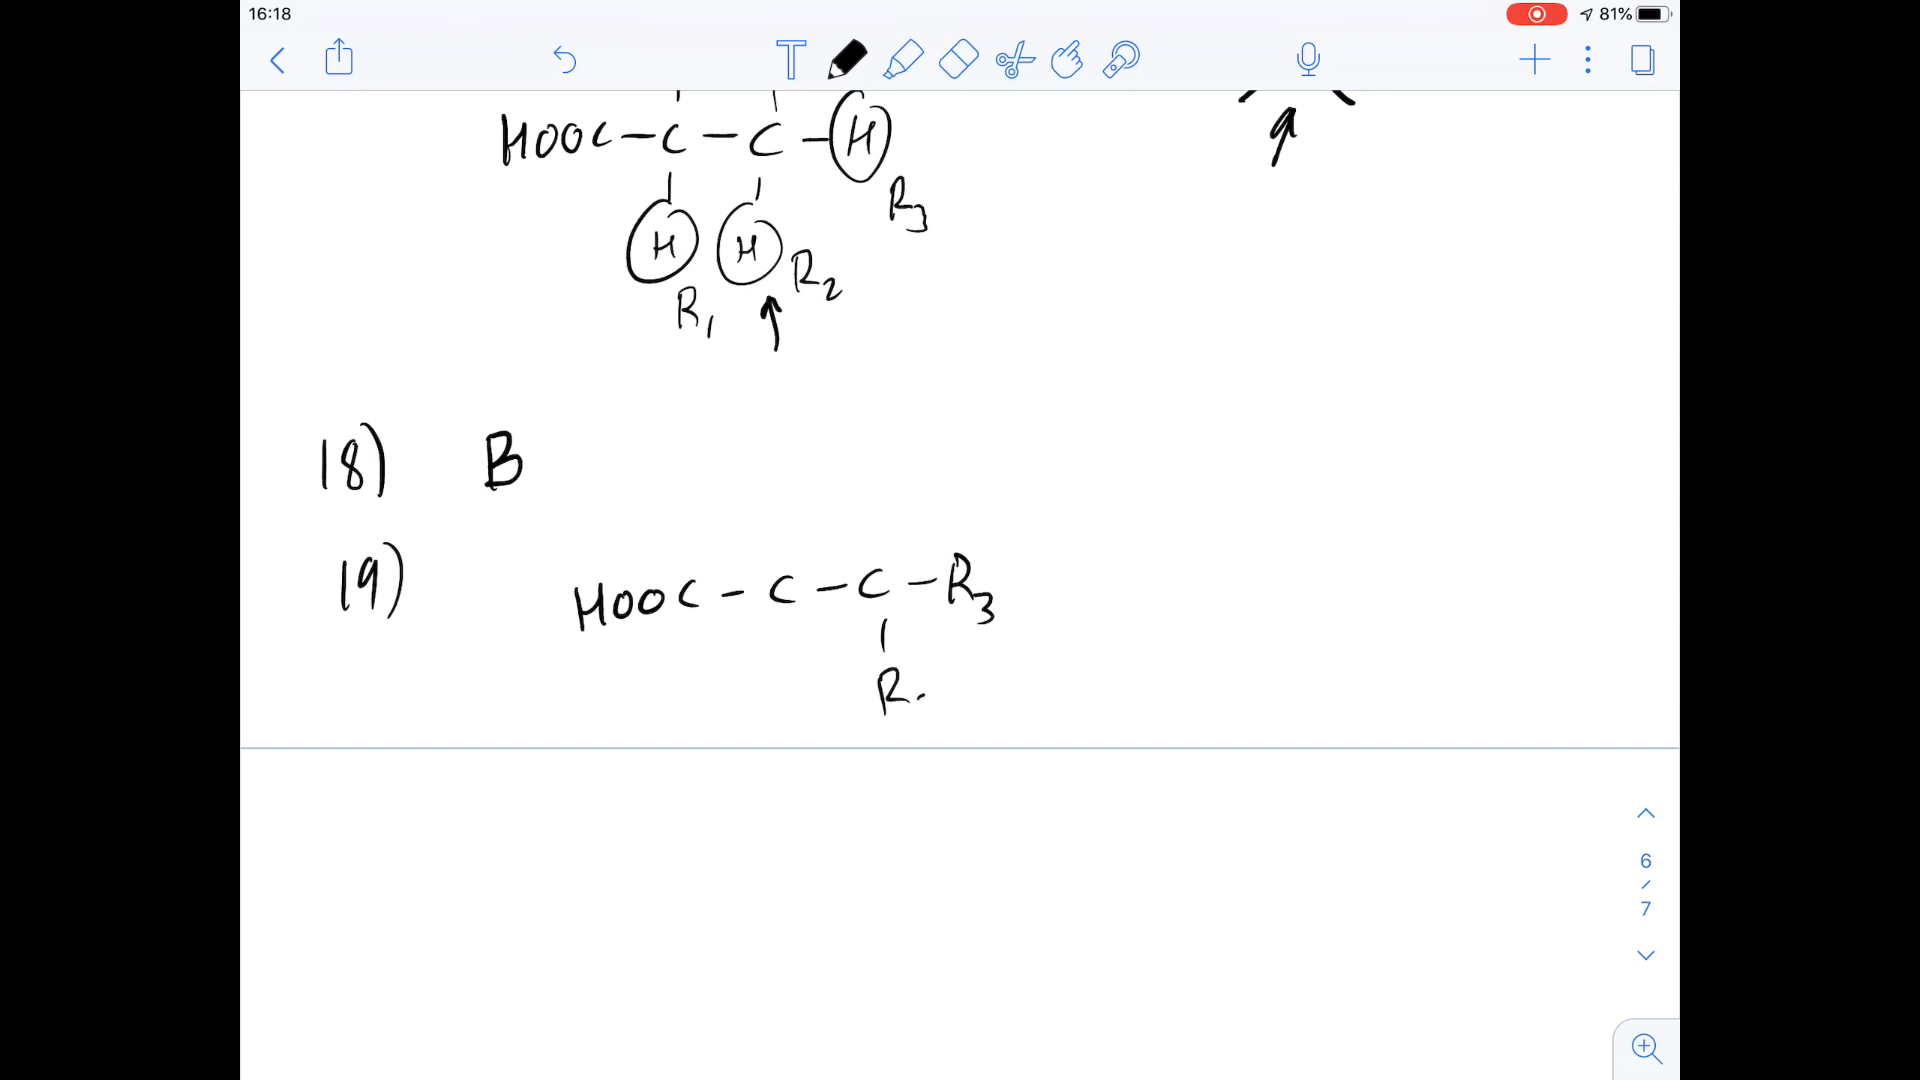 16:18 81%
T
HOOC-C-C-H
R3
H H R2
R1
18) B
19) HOOC-C-C-R3
R.
6
/
7